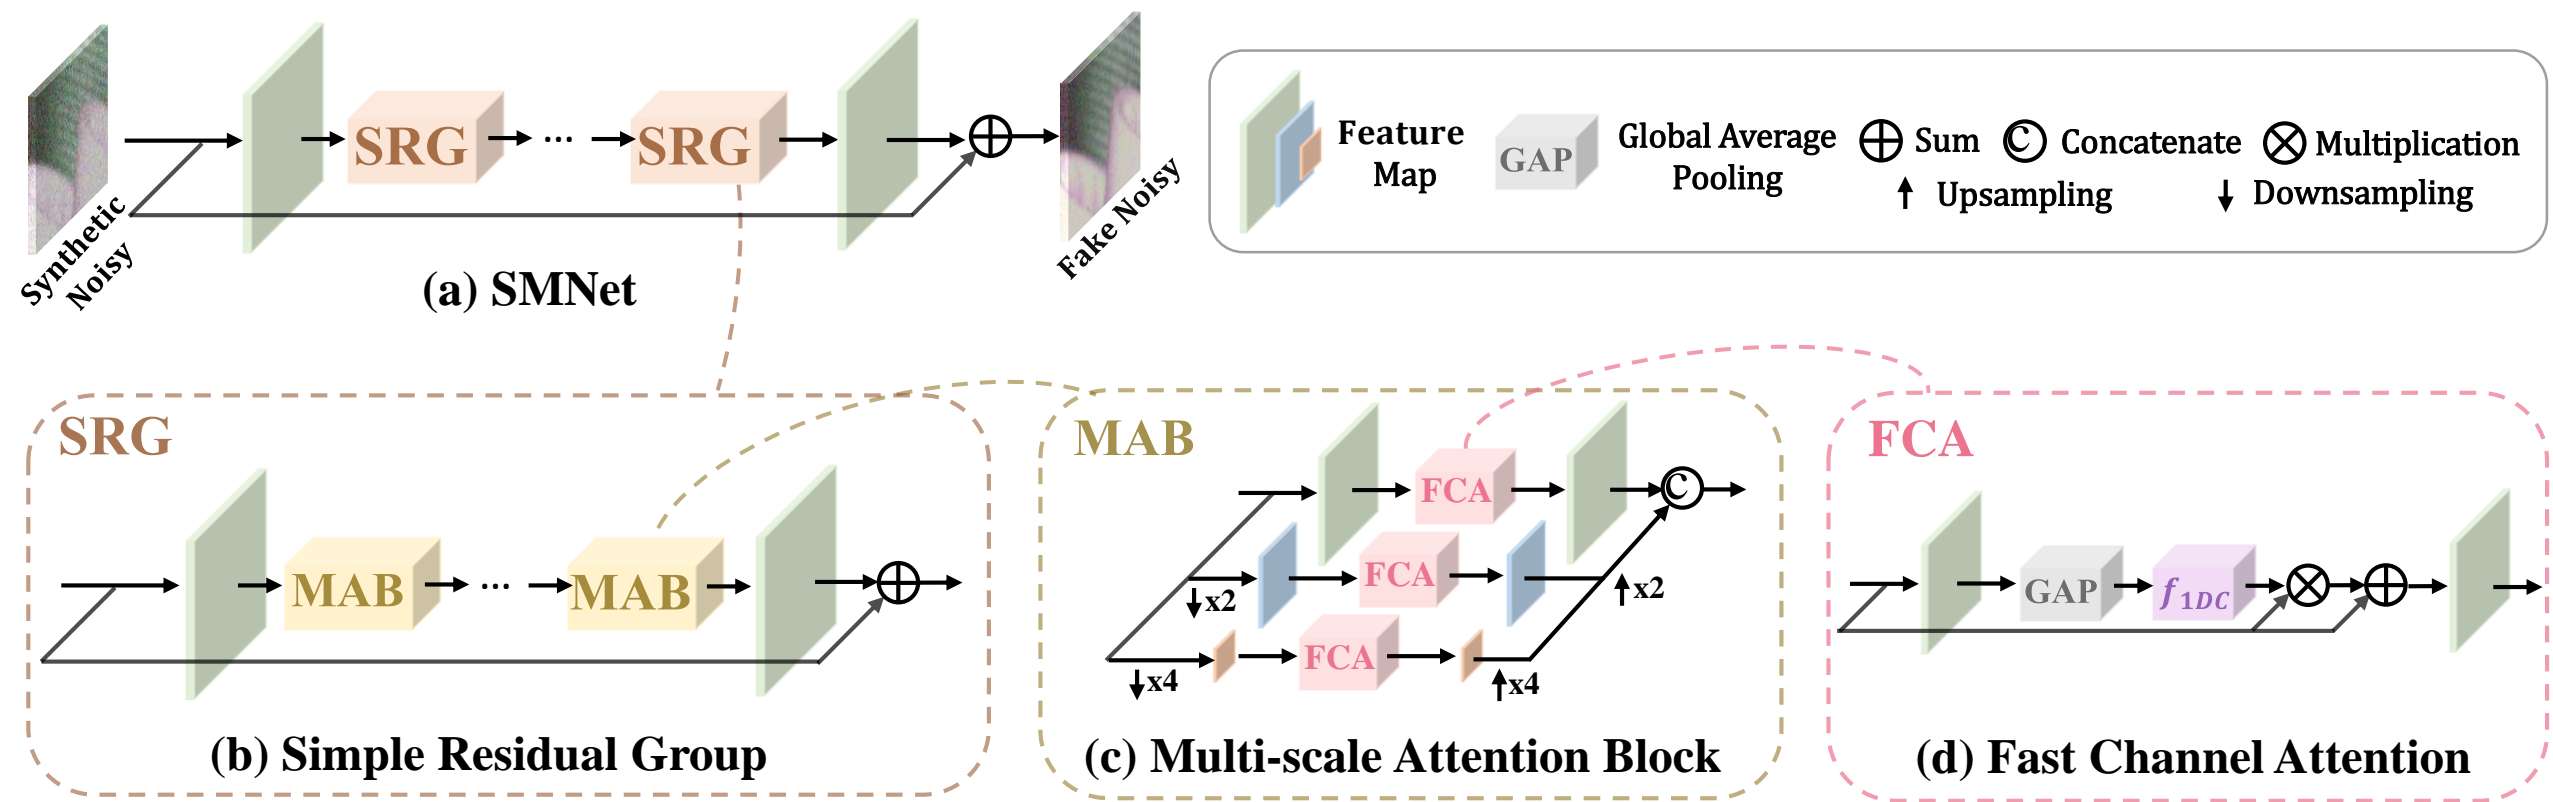 SRG
...
SRG
Synthetic
Noisy
Fake Noisy
(a) SMNet
Feature
Map
GAP
Global Average
Pooling
Sum
C
Concatenate
Multiplication
Upsampling
Downsampling
SRG
MAB
...
MAB
(b) Simple Residual Group
MAB
FCA
C
FCA
x2
x2
FCA
x4
x4
(c) Multi-scale Attention Block
FCA
GAP
f1DC
(d) Fast Channel Attention